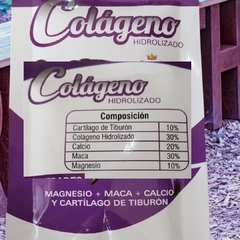 Colágeno
HIDROLIZADO
Colágeno
HIDROLIZADO
Composición
Cartílago de Tiburón 10%
Colágeno Hidrolizado 30%
Calcio 20%
Maca 30%
Magnesio 10%
MAGNESIO + MACA + CALCIO
Y CARTÍLAGO DE TIBURÓN